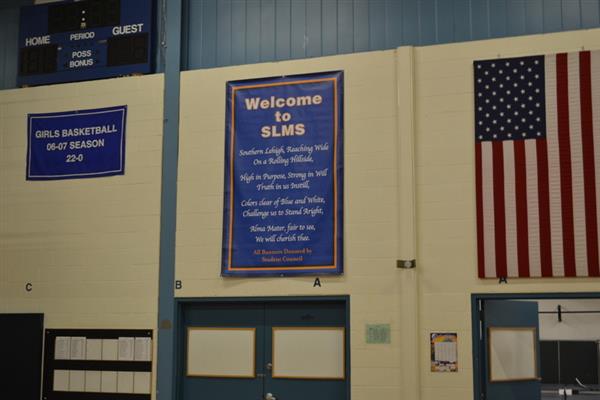 HOME
PERIOD
GUEST
POSS
BONUS
GIRLS BASKETBALL
06-07 SEASON
22-0
Welcome
to
SLMS
Southern Lehigh, Reaching Wide
On a Rolling Hillside,
High in Purpose, Strong in Will
Truth in us Instill,
Colors clear of Blue and White,
Challenge us to Stand Aright,
Alma Mater, fair to see,
We will cherish thee.
All Banners Donated by
Student Council
C
B
A
A